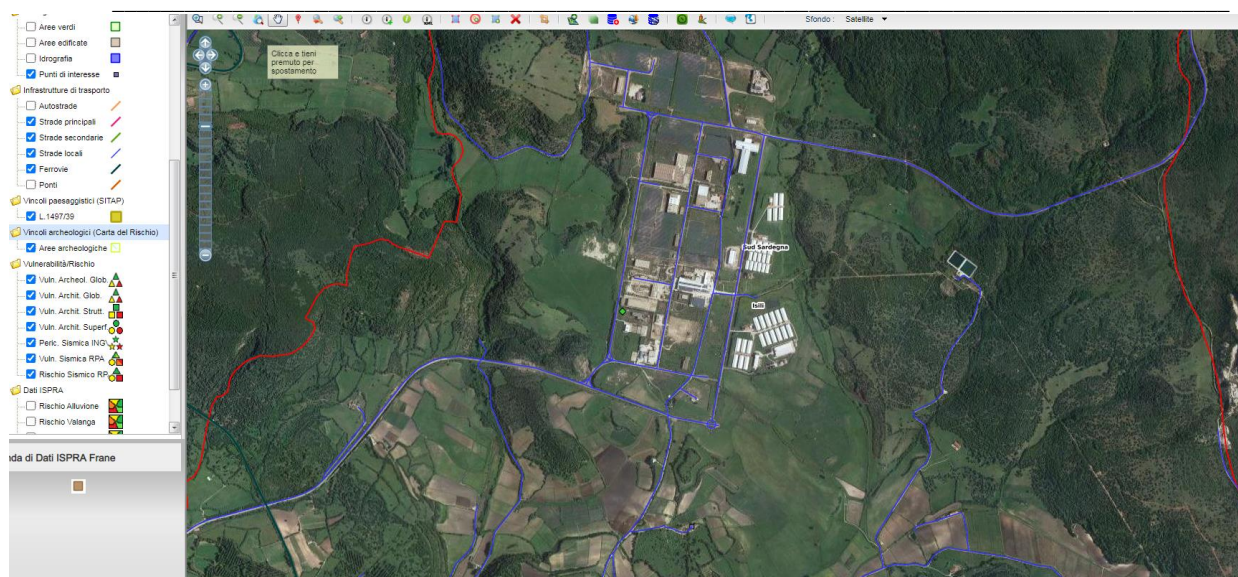 Sfondo : Satellite
Clicca e tieni
premuto per
spostamento
Aree verdi
Aree edificate
Idrografia
Punti di interesse
Infrastrutture di trasporto
Autostrade
Strade principali
Strade secondarie
Strade locali
Ferrovie
Ponti
Vincoli paesaggistici (SITAP)
L.1497/39
Vincoli archeologici (Carta del Rischio)
Aree archeologiche
Vulnerabilità/Rischio
Vuln. Archeol. Glob.
Vuln. Archit. Glob.
Vuln. Archit. Strutt.
Vuln. Archit. Superf.
Peric. Sismica ING
Vuln. Sismica RPA
Rischio Sismico RP
Dati ISPRA
Rischio Alluvione
Rischio Valanga
nda di Dati ISPRA Frane
Sud Sardegna
Isili